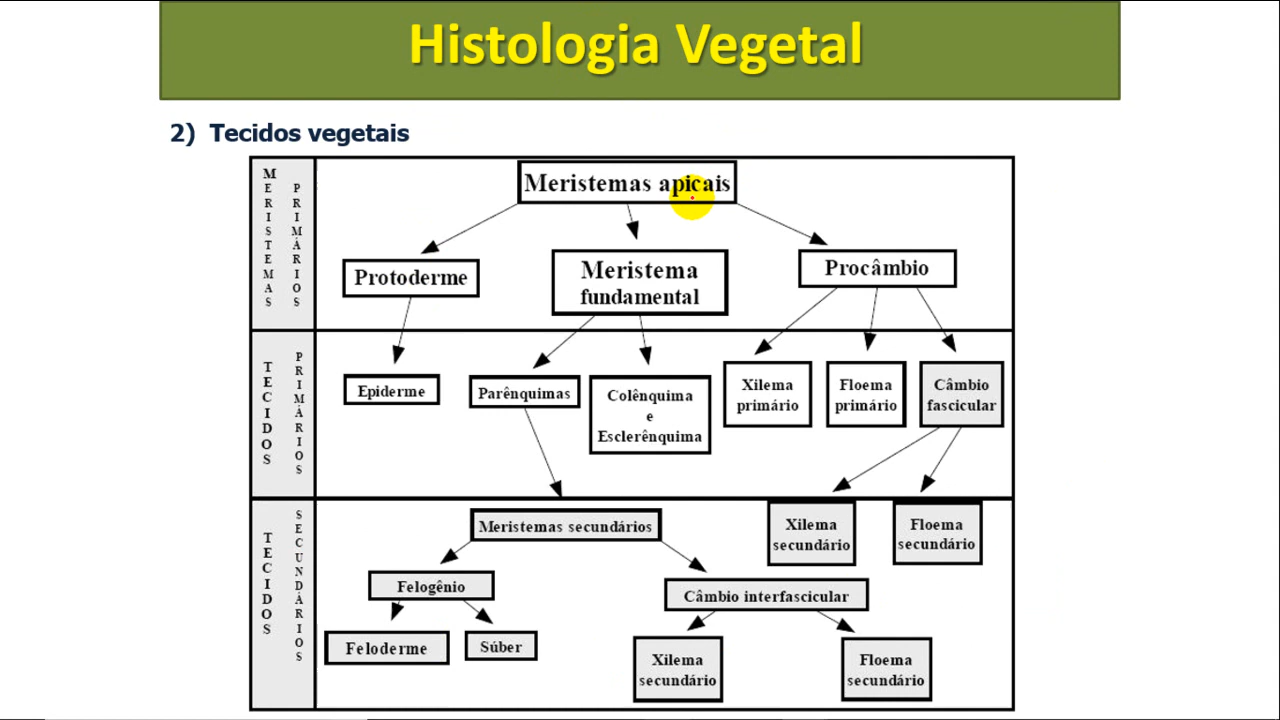 Histologia Vegetal
2) Tecidos vegetais
MERISTEMAS
PRIMÁRIOS
Meristemas apicais
Protoderme
Meristema
fundamental
Procâmbio
TECIDOS
PRIMÁRIOS
Epiderme
Parênquimas
Colênquima
e
Esclerênquima
Xilema
primário
Floema
primário
Câmbio
fascicular
TECIDOS
SECUNDÁRIOS
Meristemas secundários
Xilema
secundário
Floema
secundário
Felogênio
Câmbio interfascicular
Feloderme
Súber
Xilema
secundário
Floema
secundário